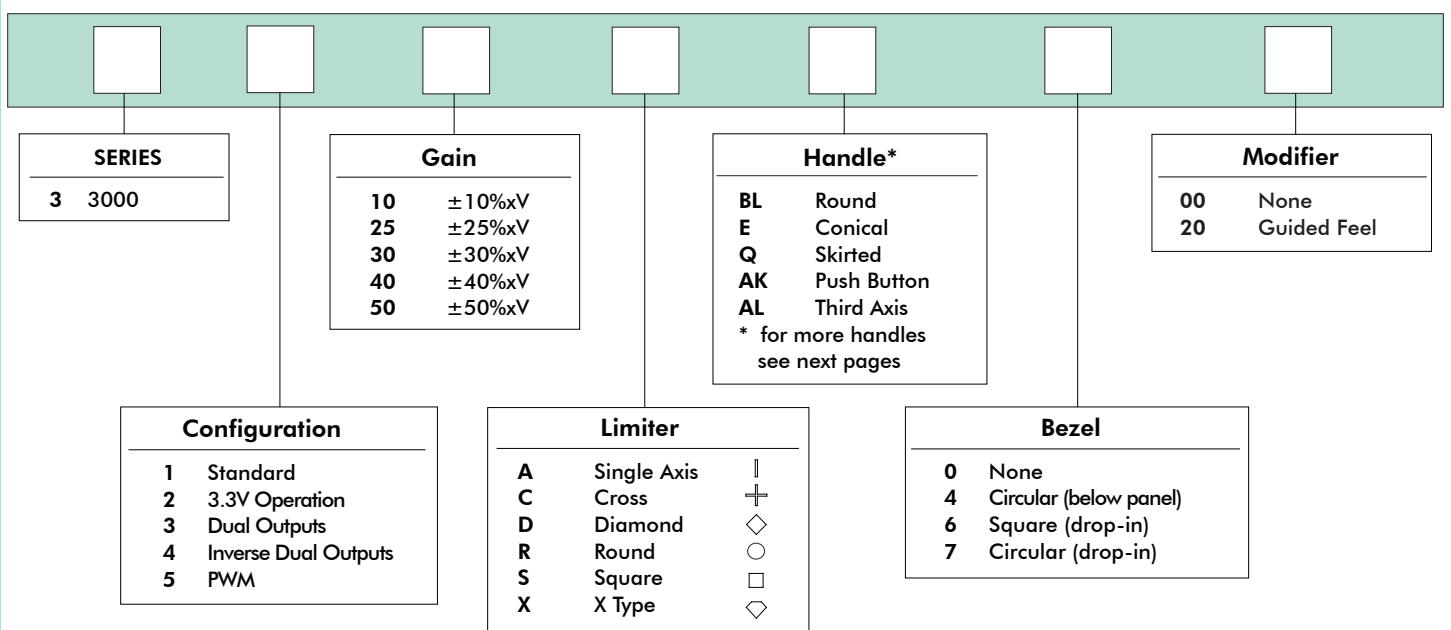 SERIES
3 3000
Gain
10 ±10%xV
25 ±25%xV
30 ±30%xV
40 ±40%xV
50 ±50%xV
Handle*
BL Round
E Conical
Q Skirted
AK Push Button
AL Third Axis
* for more handles
see next pages
Modifier
00 None
20 Guided Feel
Configuration
1 Standard
2 3.3V Operation
3 Dual Outputs
4 Inverse Dual Outputs
5 PWM
Limiter
A Single Axis
C Cross
D Diamond
R Round
S Square
X X Type
Bezel
0 None
4 Circular (below panel)
6 Square (drop-in)
7 Circular (drop-in)